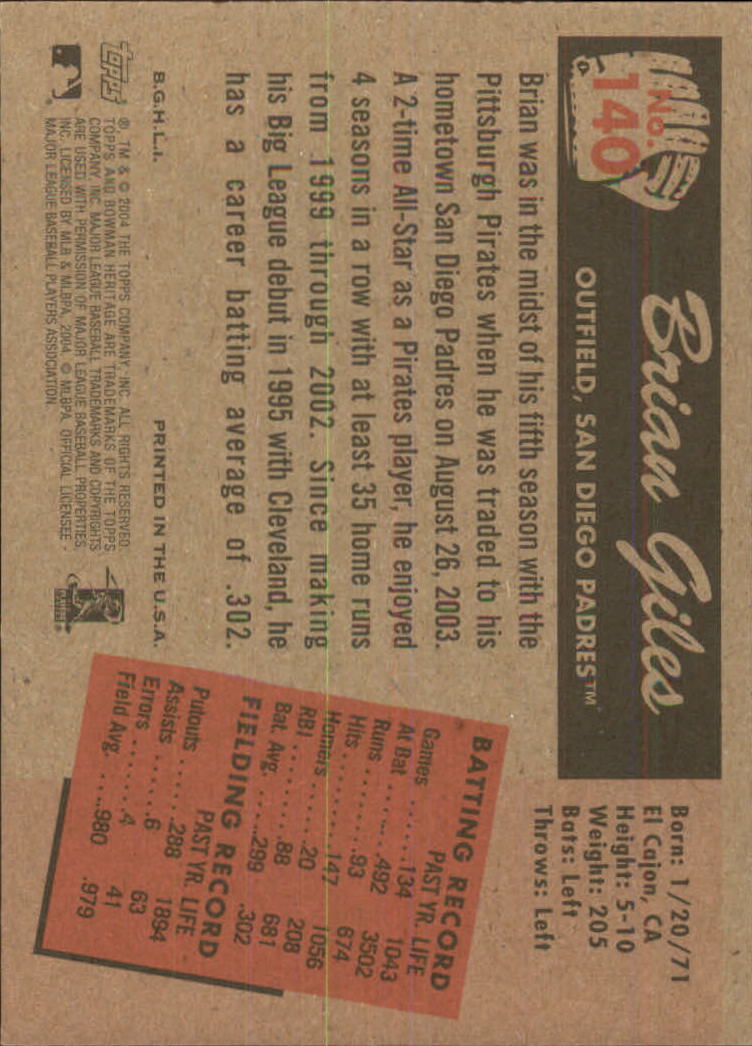 No.
140
Brian Giles
OUTFIELD, SAN DIEGO PADRES™
Born: 1/20/71
El Cajon, CA
Height: 5-10
Weight: 205
Bats: Left
Throws: Left
Brian was in the midst of his fifth season with the
Pittsburgh Pirates when he was traded to his
hometown San Diego Padres on August 26, 2003.
A 2-time All-Star as a Pirates player, he enjoyed
4 seasons in a row with at least 35 home runs
from 1999 through 2002. Since making
his Big League debut in 1995 with Cleveland, he
has a career batting average of .302.
BATTING RECORD
PAST YR. LIFE
Games ......134 1043
At Bat ......492 3502
Runs ........93 674
Hits ........147 1056
Homers ......20 208
RBI ........88 681
Bat. Avg. ....299 .302
FIELDING RECORD
PAST YR. LIFE
Putouts ......288 1894
Assists ......6 63
Errors ......4 41
Field Avg. ....980 .979
B.G.H.L.I. PRINTED IN THE U.S.A.
topps ®, TM & © 2004 THE TOPPS COMPANY, INC. ALL RIGHTS RESERVED.
TOPPS AND BOWMAN HERITAGE ARE TRADEMARKS OF THE TOPPS
COMPANY, INC. MAJOR LEAGUE BASEBALL TRADEMARKS AND COPYRIGHTS
ARE USED WITH PERMISSION OF MAJOR LEAGUE BASEBALL PROPERTIES,
INC. LICENSED BY MLB & MLBPA, 2004. © MLBPA, OFFICIAL LICENSEE -
MAJOR LEAGUE BASEBALL PLAYERS ASSOCIATION.